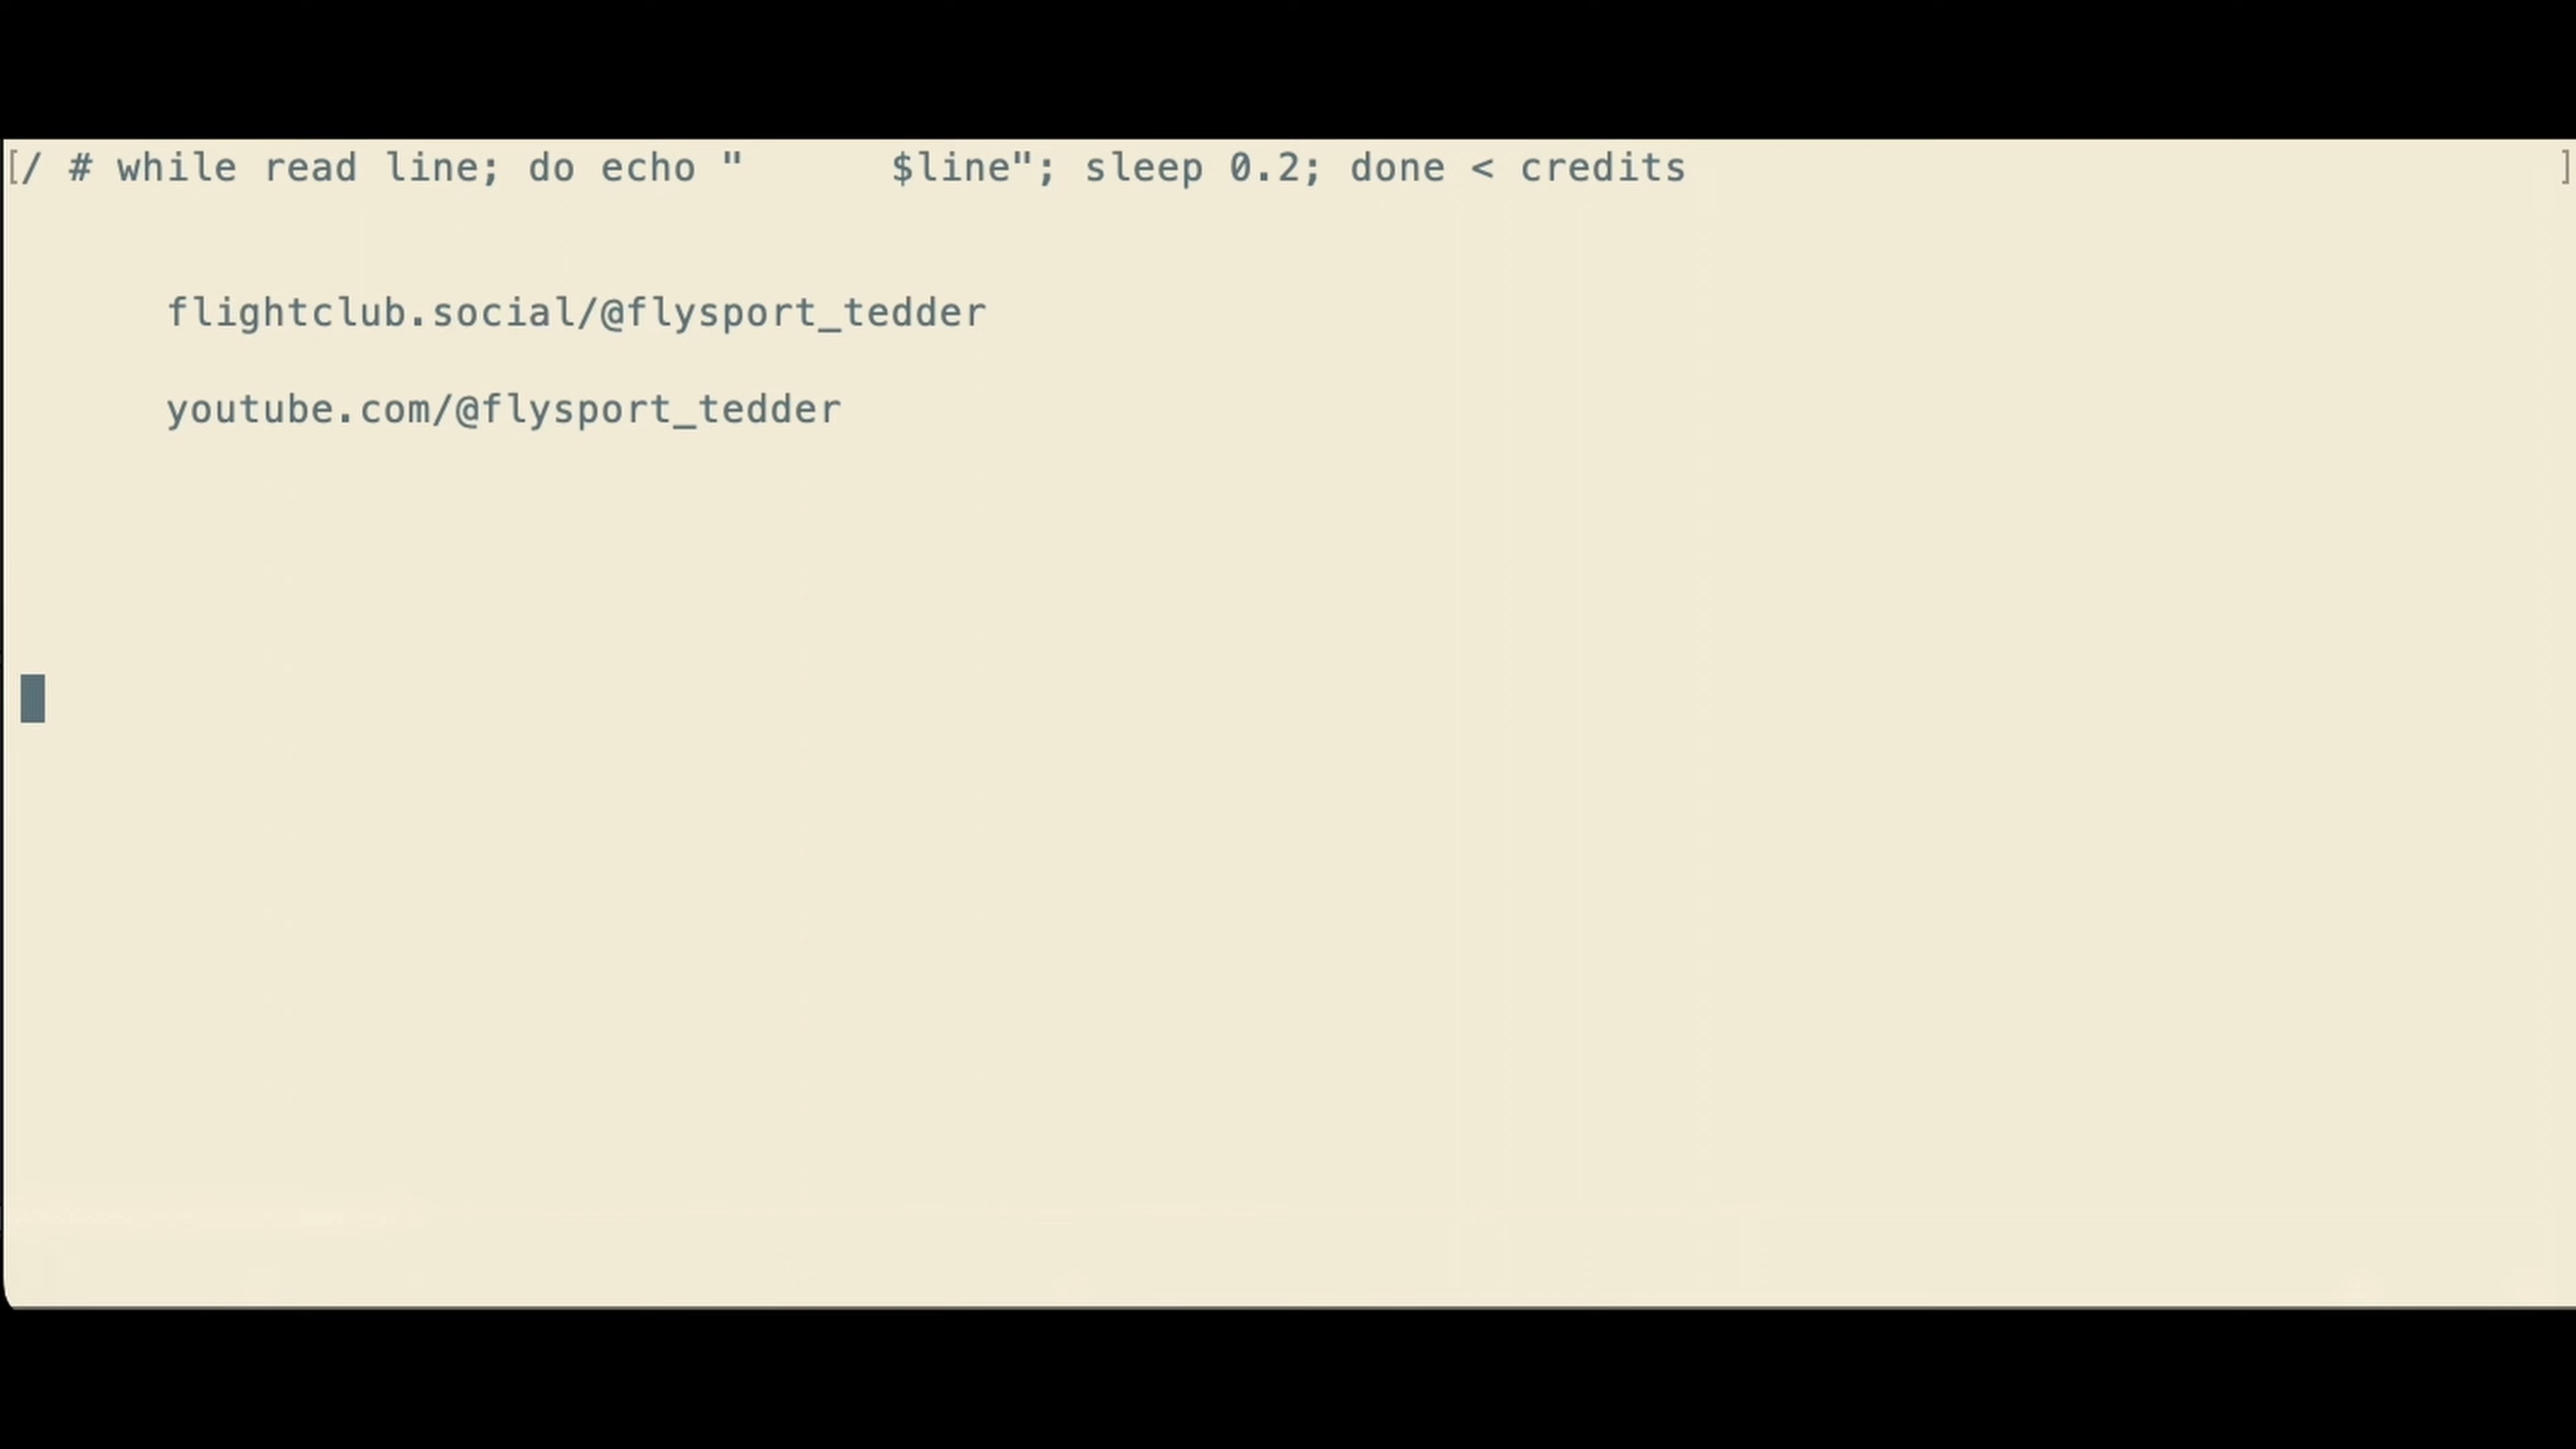 [/ # while read line; do echo "      $line"; sleep 0.2; done < credits ]
flightclub.social/@flysport_tedder
youtube.com/@flysport_tedder